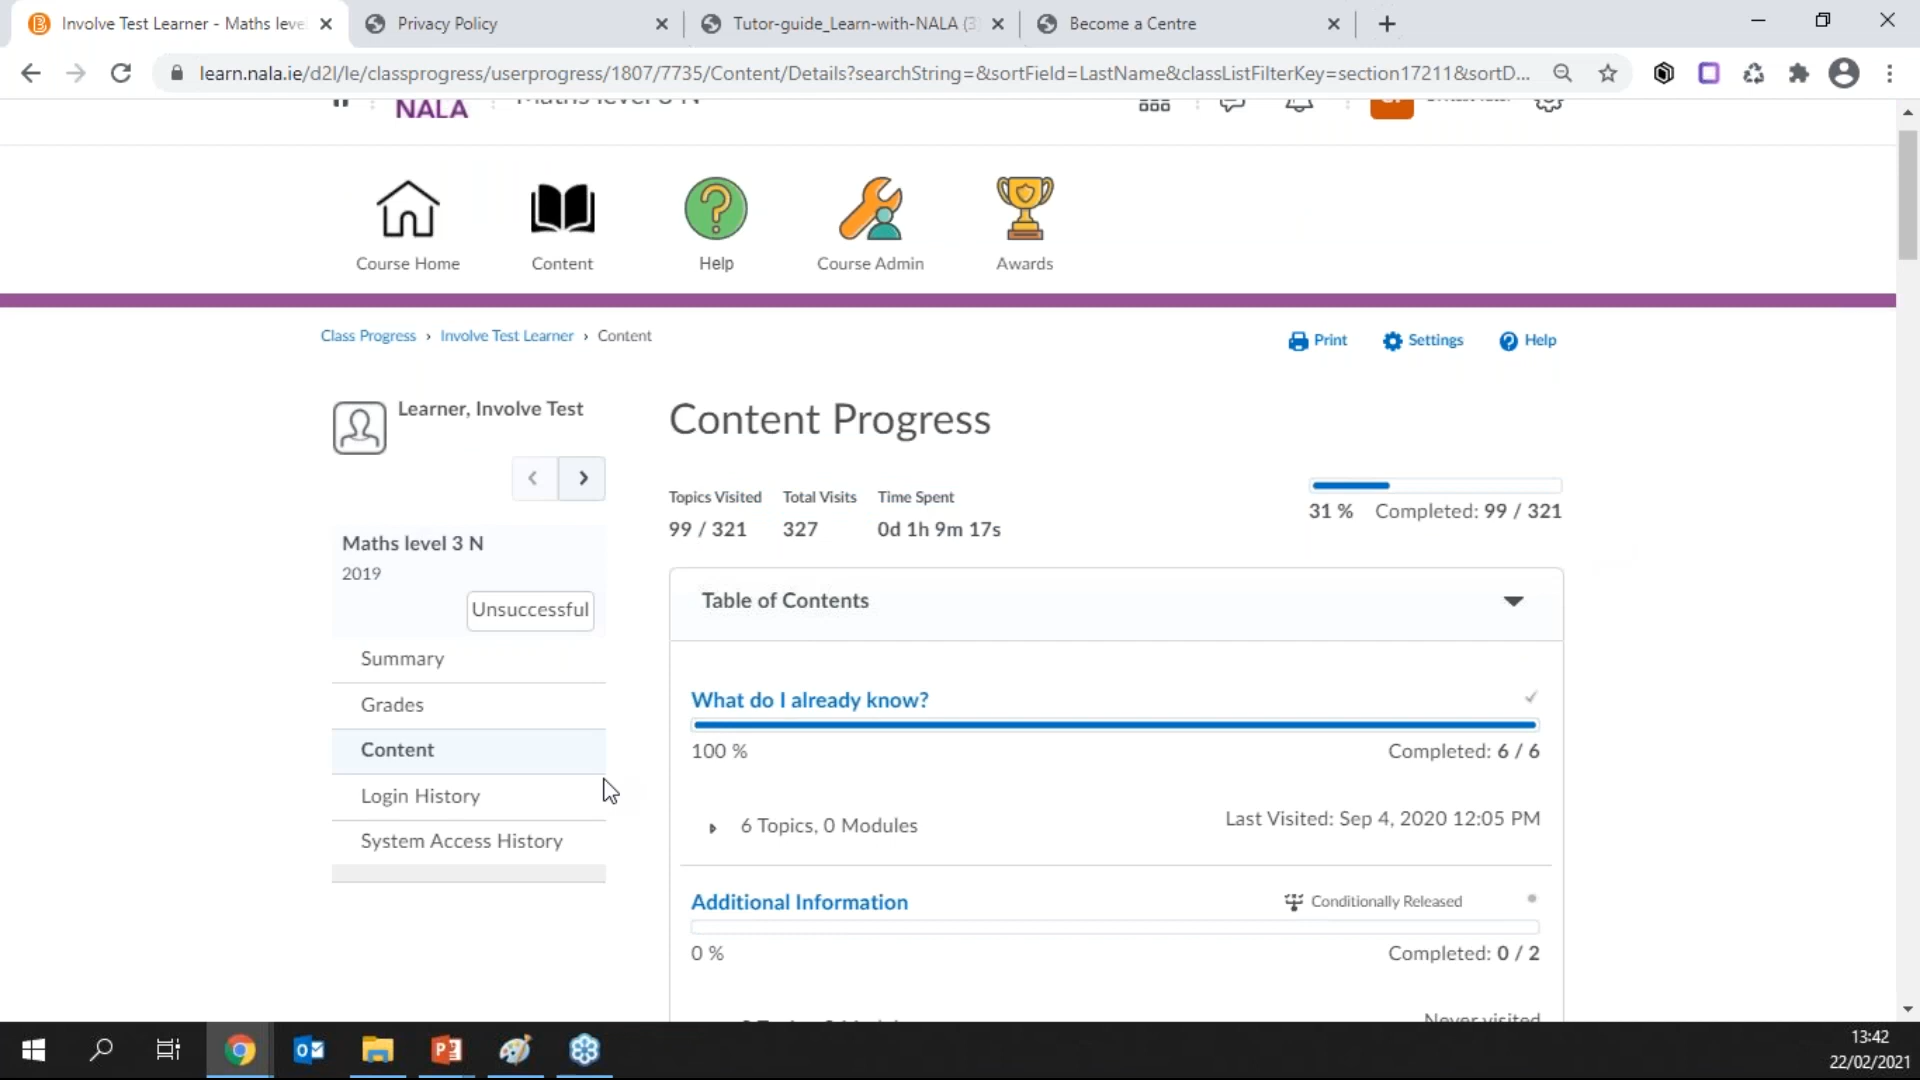 Involve Test Learner - Maths leve
Privacy Policy
Tutor-guide_Learn-with-NALA (3
Become a Centre
learn.nala.ie/d2l/le/classprogress/userprogress/1807/7735/Content/Details?searchString=&sortField=LastName&classListFilterKey=section17211&sortD...
NALA
Maths level 3 N
Course Home
Content
Help
Course Admin
Awards
Class Progress › Involve Test Learner › Content
Print
Settings
Help
Learner, Involve Test
Content Progress
Topics Visited
Total Visits
Time Spent
99 / 321
327
0d 1h 9m 17s
31 %
Completed: 99 / 321
Maths level 3 N
2019
Unsuccessful
Summary
Grades
Content
Login History
System Access History
Table of Contents
What do I already know?
100 %
Completed: 6 / 6
6 Topics, 0 Modules
Last Visited: Sep 4, 2020 12:05 PM
Additional Information
Conditionally Released
0 %
Completed: 0 / 2
Never visited
13:42
22/02/2021